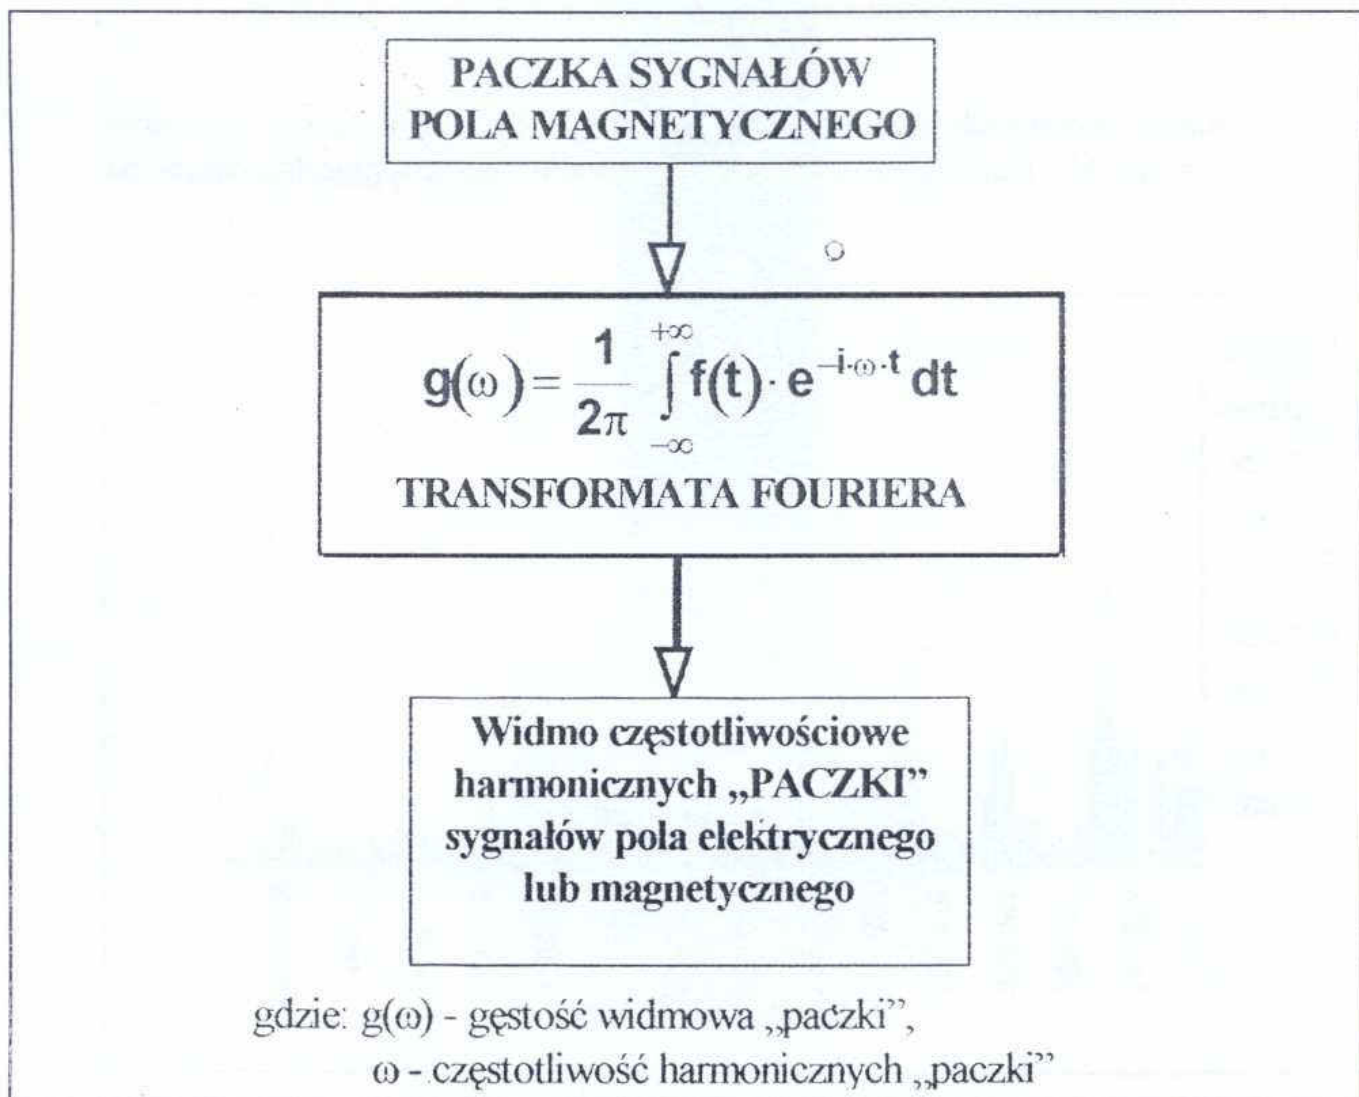 PACZKA SYGNAŁÓW
POLA MAGNETYCZNEGO
g(ω) = 1/2π ∫_{-∞}^{+∞} f(t) · e^{-i·ω·t} dt
TRANSFORMATA FOURIERA
Widmo częstotliwościowe
harmonicznych „PACZKI”
sygnałów pola elektrycznego
lub magnetycznego
gdzie: g(ω) - gęstość widmowa „paczki”,
ω - częstotliwość harmonicznych „paczki”